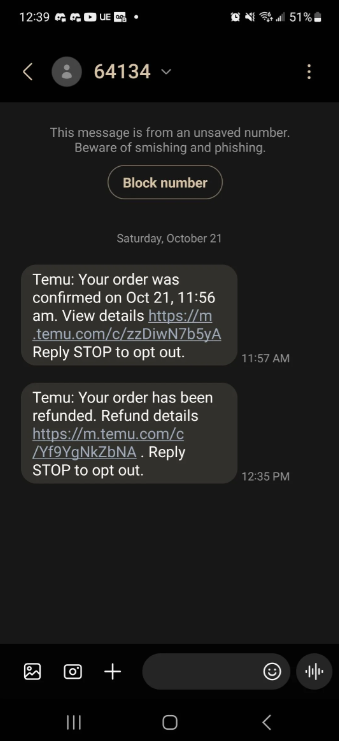 12:39 UE
51%
64134
This message is from an unsaved number.
Beware of smishing and phishing.
Block number
Saturday, October 21
Temu: Your order was
confirmed on Oct 21, 11:56
am. View details https://m
.temu.com/c/zzDiwN7b5yA
Reply STOP to opt out.
11:57 AM
Temu: Your order has been
refunded. Refund details
https://m.temu.com/c
/Yf9YgNkZbNA . Reply
STOP to opt out.
12:35 PM